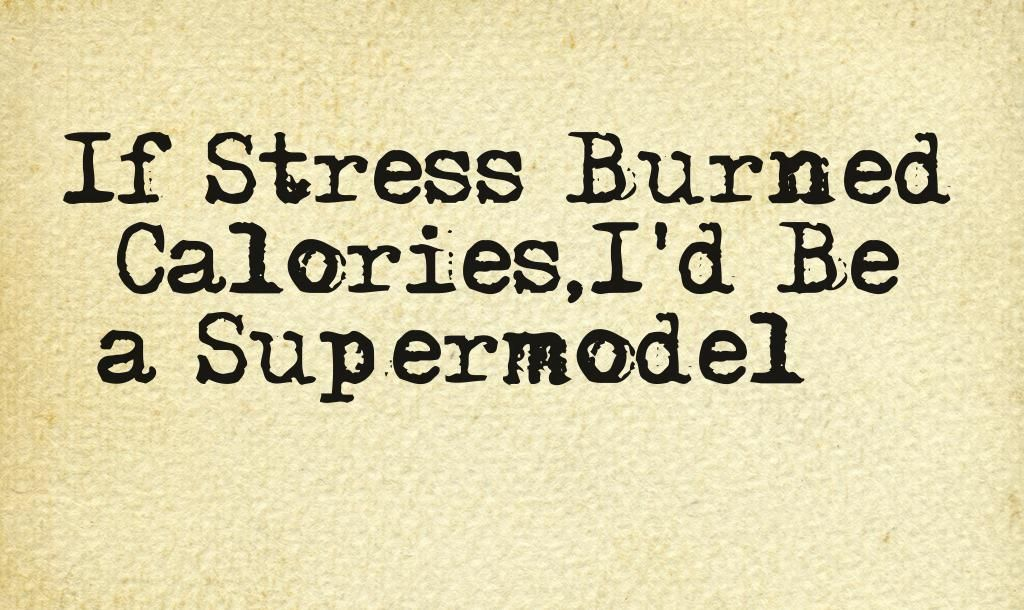 If Stress Burned
Calories,I'd Be
a Supermodel